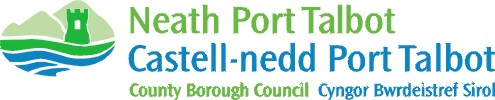 Neath Port Talbot
Castell-nedd Port Talbot
County Borough Council Cyngor Bwrdeistref Sirol